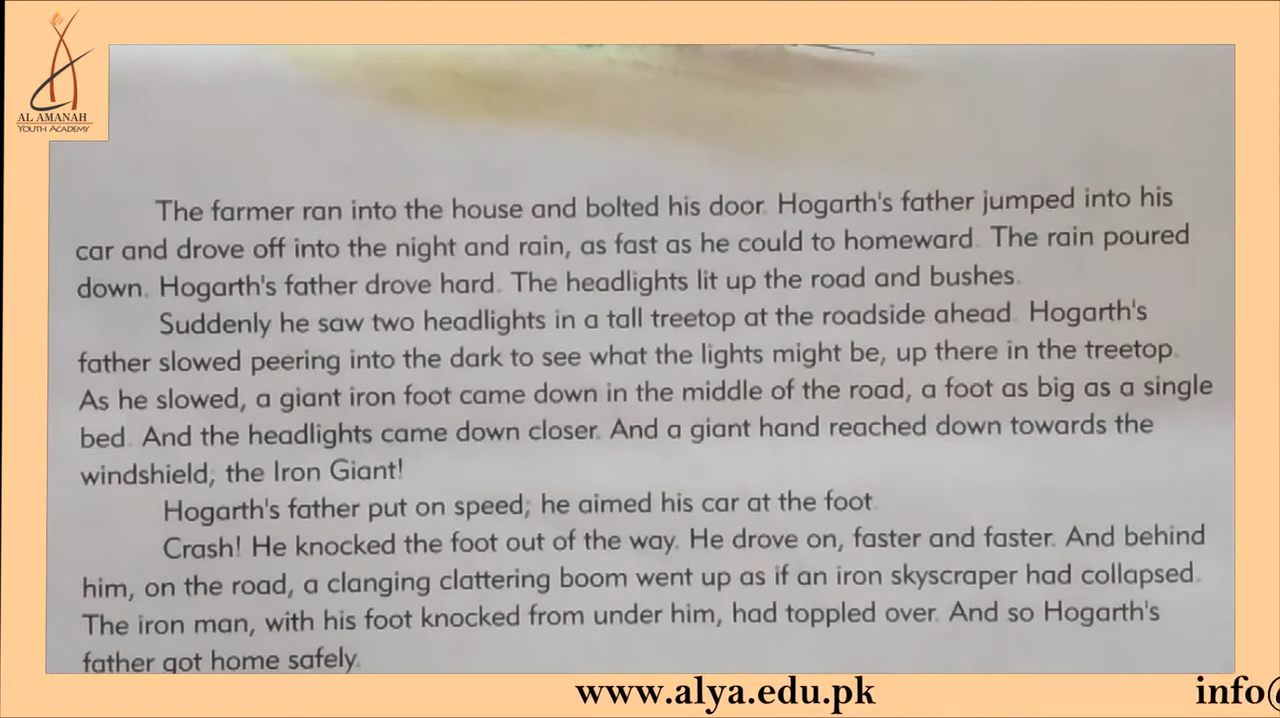 AL AMANAH
YOUTH ACADEMY
The farmer ran into the house and bolted his door. Hogarth's father jumped into his
car and drove off into the night and rain, as fast as he could to homeward. The rain poured
down. Hogarth's father drove hard. The headlights lit up the road and bushes.
Suddenly he saw two headlights in a tall treetop at the roadside ahead. Hogarth's
father slowed peering into the dark to see what the lights might be, up there in the treetop.
As he slowed, a giant iron foot came down in the middle of the road, a foot as big as a single
bed. And the headlights came down closer. And a giant hand reached down towards the
windshield; the Iron Giant!
Hogarth's father put on speed; he aimed his car at the foot.
Crash! He knocked the foot out of the way. He drove on, faster and faster. And behind
him, on the road, a clanging clattering boom went up as if an iron skyscraper had collapsed.
The iron man, with his foot knocked from under him, had toppled over. And so Hogarth's
father got home safely.
www.alya.edu.pk
info@